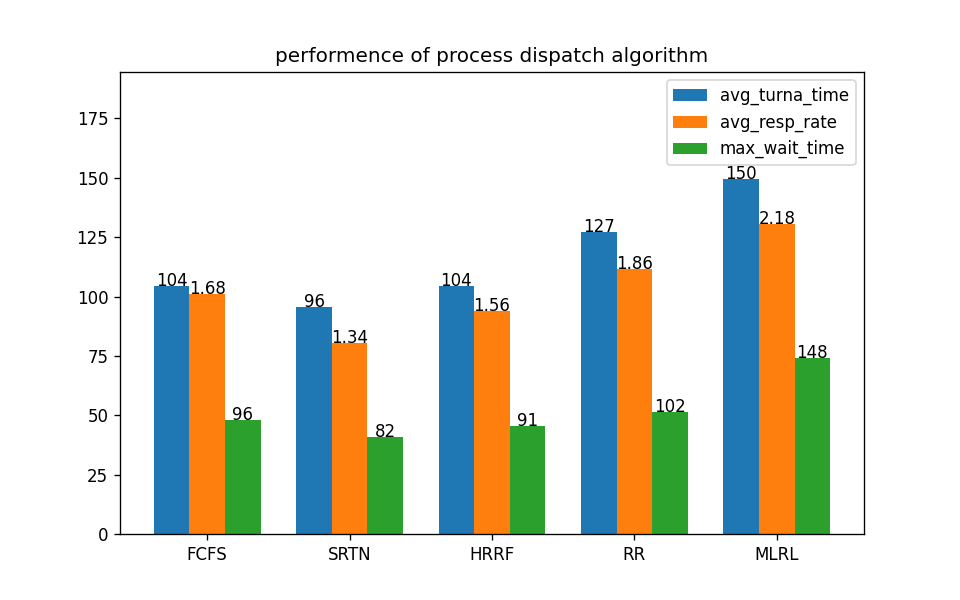 performence of process dispatch algorithm
avg_turna_time
avg_resp_rate
max_wait_time
175
150
125
100
75
50
25
0
104
1.68
96
96
1.34
82
104
1.56
91
127
1.86
102
150
2.18
148
FCFS
SRTN
HRRF
RR
MLRL